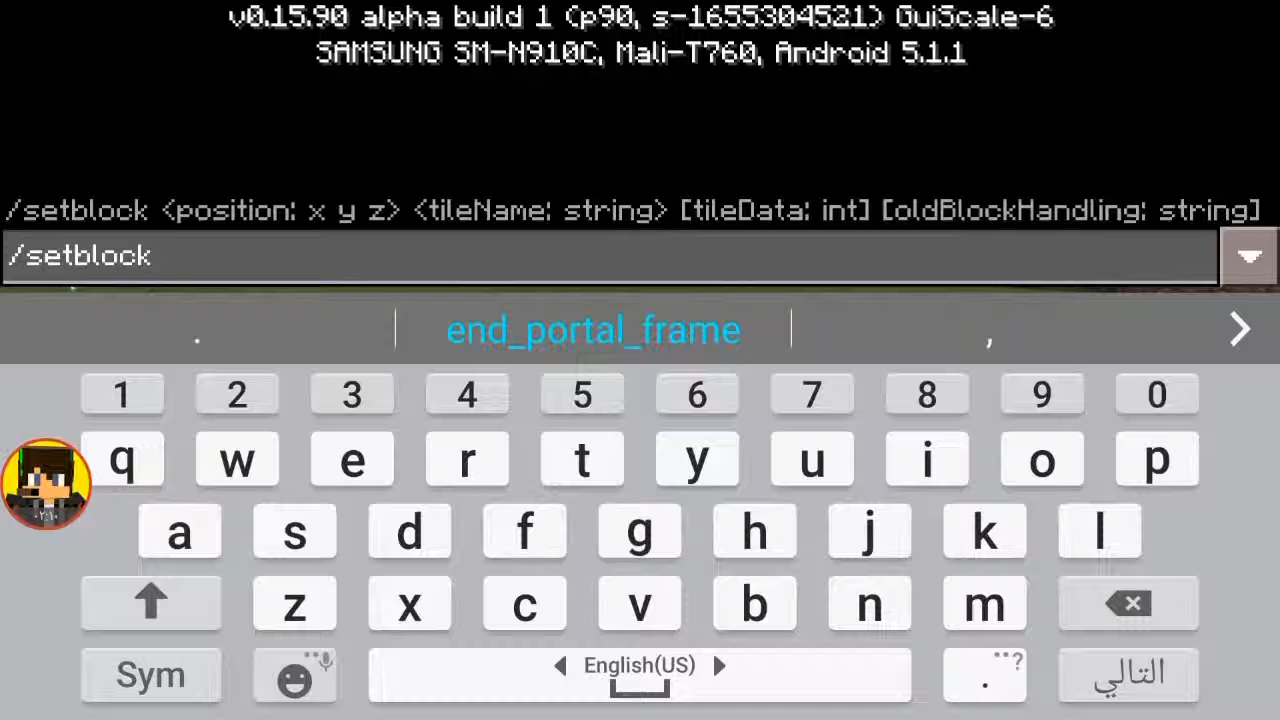 v0.15.90 alpha build 1 (p90, s-1655304521) GuiScale-6
SAMSUNG SM-N910C, Mali-T760, Android 5.1.1
/setblock <position: x y z> <tileName: string> [tileData: int] [oldBlockHandling: string]
/setblock
. end_portal_frame ,
1 2 3 4 5 6 7 8 9 0
q w e r t y u i o p
a s d f g h j k l
z x c v b n m
Sym English(US) . ? التالي